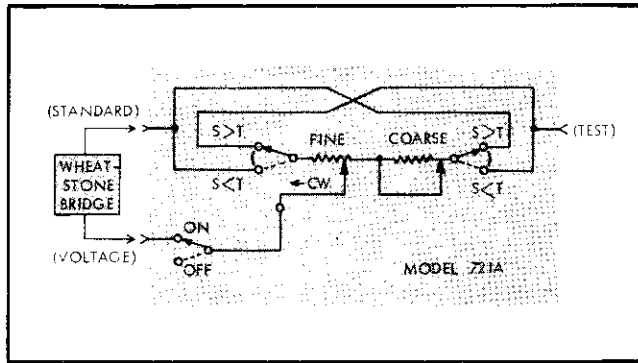 (STANDARD)
S>T
FINE
COARSE
S>T
(TEST)
WHEAT-
STONE
BRIDGE
S<T
CW
S<T
ON
(VOLTAGE)
OFF
MODEL 721A